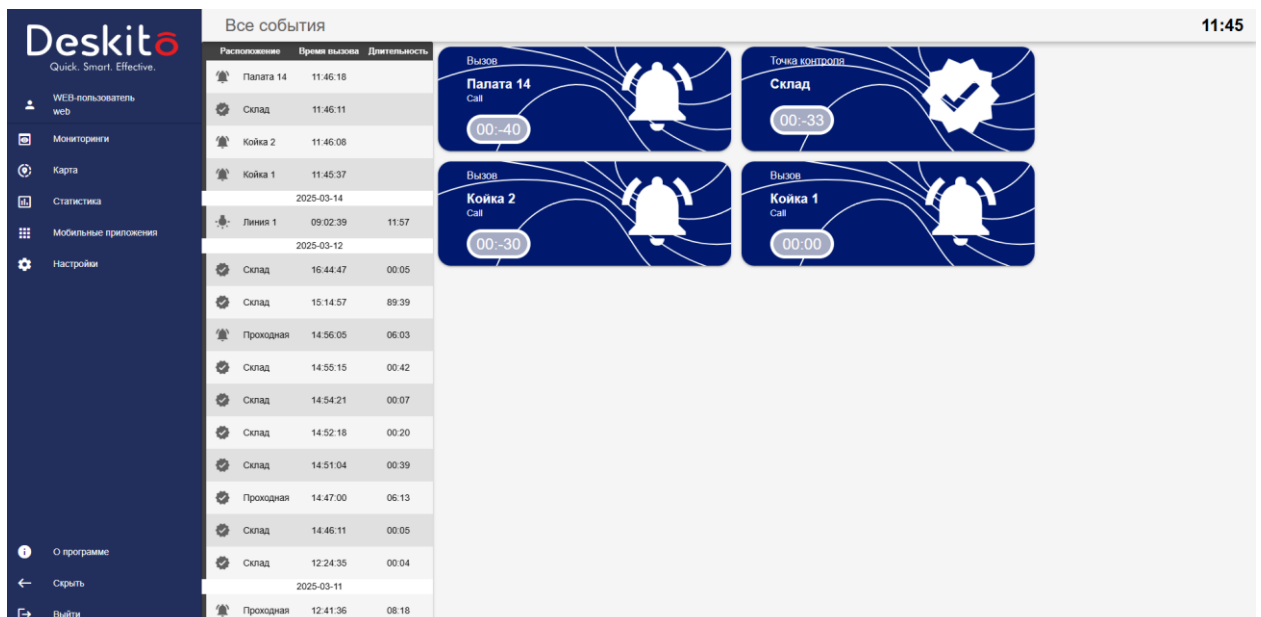 Deskito
Quick. Smart. Effective.
WEB-пользователь
web
Мониторинги
Карта
Статистика
Мобильные приложения
Настройки
О программе
Скрыть
Выйти
Все события
11:45
Расположение Время вызова Длительность
Палата 14 11:46:18
Склад 11:46:11
Койка 2 11:46:08
Койка 1 11:45:37
2025-03-14
Линия 1 09:02:39 11:57
2025-03-12
Склад 16:44:47 00:05
Склад 15:14:57 89:39
Проходная 14:56:05 06:03
Склад 14:55:15 00:42
Склад 14:54:21 00:07
Склад 14:52:18 00:20
Склад 14:51:04 00:39
Проходная 14:47:00 06:13
Склад 14:46:11 00:05
Склад 12:24:35 00:04
2025-03-11
Проходная 12:41:36 08:18
Вызов
Палата 14
Call
00:-40
Точка контроля
Склад
00:-33
Вызов
Койка 2
Call
00:-30
Вызов
Койка 1
Call
00:00